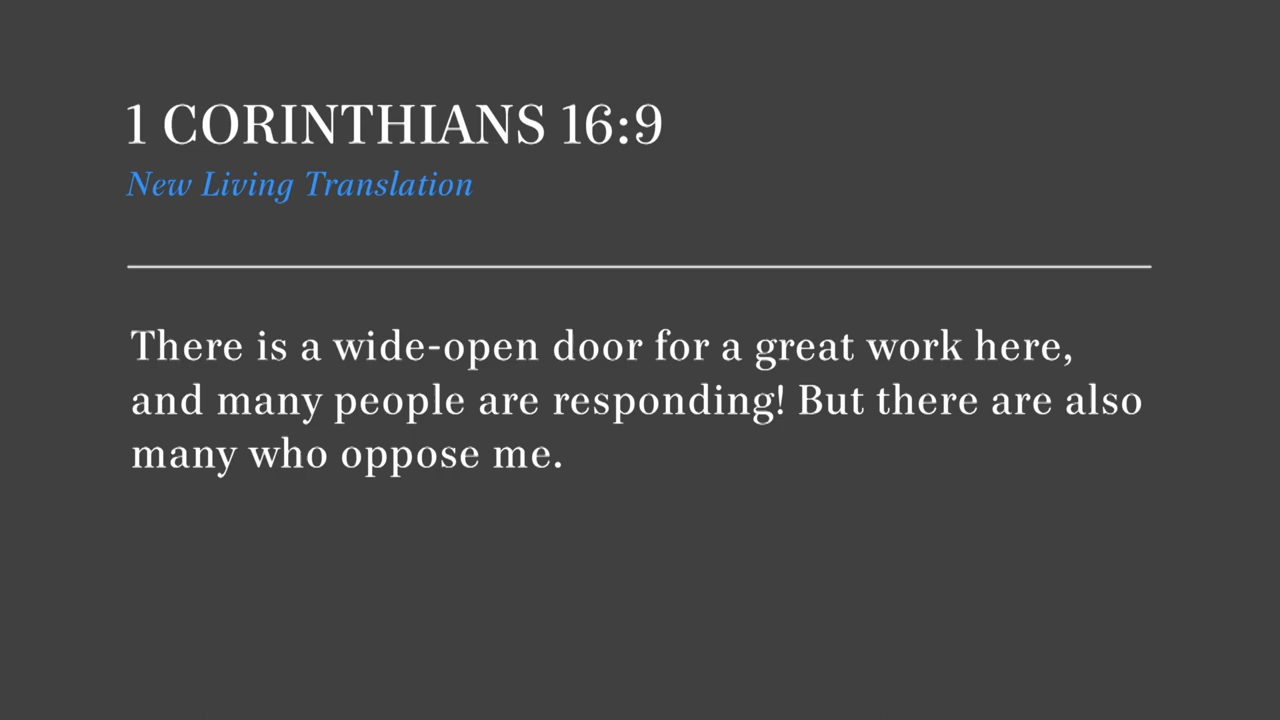 1 CORINTHIANS 16:9
New Living Translation
There is a wide-open door for a great work here,
and many people are responding! But there are also
many who oppose me.